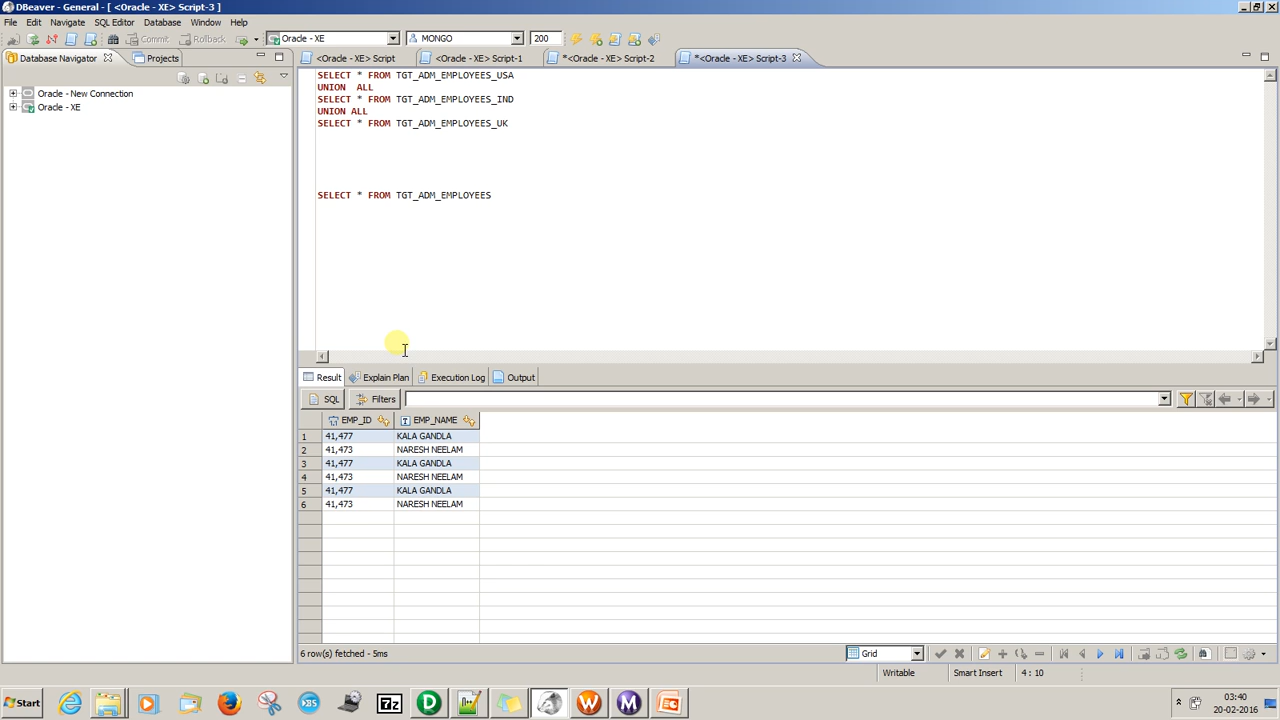 DBeaver - General - [ <Oracle - XE> Script-3 ]
File Edit Navigate SQL Editor Database Window Help
Commit Rollback Oracle - XE MONGO 200
Database Navigator Projects <Oracle - XE> Script <Oracle - XE> Script-1 *<Oracle - XE> Script-2 *<Oracle - XE> Script-3
Oracle - New Connection
Oracle - XE
SELECT * FROM TGT_ADM_EMPLOYEES_USA
UNION ALL
SELECT * FROM TGT_ADM_EMPLOYEES_IND
UNION ALL
SELECT * FROM TGT_ADM_EMPLOYEES_UK
SELECT * FROM TGT_ADM_EMPLOYEES
Result Explain Plan Execution Log Output
SQL Filters
EMP_ID EMP_NAME
1 41,477 KALA GANDLA
2 41,473 NARESH NEELAM
3 41,477 KALA GANDLA
4 41,473 NARESH NEELAM
5 41,477 KALA GANDLA
6 41,473 NARESH NEELAM
6 row(s) fetched - 5ms Grid
Writable Smart Insert 4 : 10
Start 03:40
20-02-2016